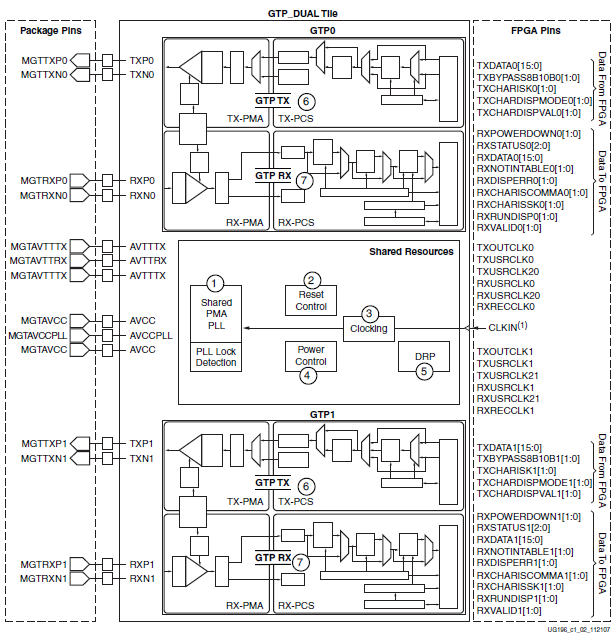 GTP_DUAL Tile
Package Pins
GTP0
FPGA Pins
MGTTXP0
TXP0
MGTTXN0
TXN0
GTP TX
6
TX-PMA
TX-PCS
TXDATA0[15:0]
TXBYPASS8B10B0[1:0]
TXCHARISK0[1:0]
TXCHARDISPMODE0[1:0]
TXCHARDISPVAL0[1:0]
Data From FPGA
MGTRXP0
RXP0
MGTRXN0
RXN0
GTP RX
7
RX-PMA
RX-PCS
RXPOWERDOWN0[1:0]
RXSTATUS0[2:0]
RXDATA0[15:0]
RXNOTINTABLE0[1:0]
RXDISPERR0[1:0]
RXCHARISCOMMA0[1:0]
RXCHARISSK0[1:0]
RXRUNDISP0[1:0]
RXVALID0[1:0]
Data To FPGA
MGTAVTTTX
AVTTTX
MGTAVTTRX
AVTTRX
MGTAVTTTX
AVTTTX
MGTAVCC
AVCC
MGTAVCCPLL
AVCCPLL
MGTAVCC
AVCC
Shared Resources
1
Shared
PMA
PLL
PLL Lock
Detection
2
Reset
Control
3
Clocking
Power
Control
4
DRP
5
TXOUTCLK0
TXUSRCLK0
TXUSRCLK20
RXUSRCLK0
RXUSRCLK20
RXRECCLK0
CLKIN(1)
TXOUTCLK1
TXUSRCLK1
TXUSRCLK21
RXUSRCLK1
RXUSRCLK21
RXRECCLK1
GTP1
MGTTXP1
TXP1
MGTTXN1
TXN1
GTP TX
6
TX-PMA
TX-PCS
TXDATA1[15:0]
TXBYPASS8B10B1[1:0]
TXCHARISK1[1:0]
TXCHARDISPMODE1[1:0]
TXCHARDISPVAL1[1:0]
Data From FPGA
MGTRXP1
RXP1
MGTRXN1
RXN1
GTP RX
7
RX-PMA
RX-PCS
RXPOWERDOWN1[1:0]
RXSTATUS1[2:0]
RXDATA1[15:0]
RXNOTINTABLE1[1:0]
RXDISPERR1[1:0]
RXCHARISCOMMA1[1:0]
RXCHARISSK1[1:0]
RXRUNDISP1[1:0]
RXVALID1[1:0]
Data To FPGA
UG196_c1_02_112107